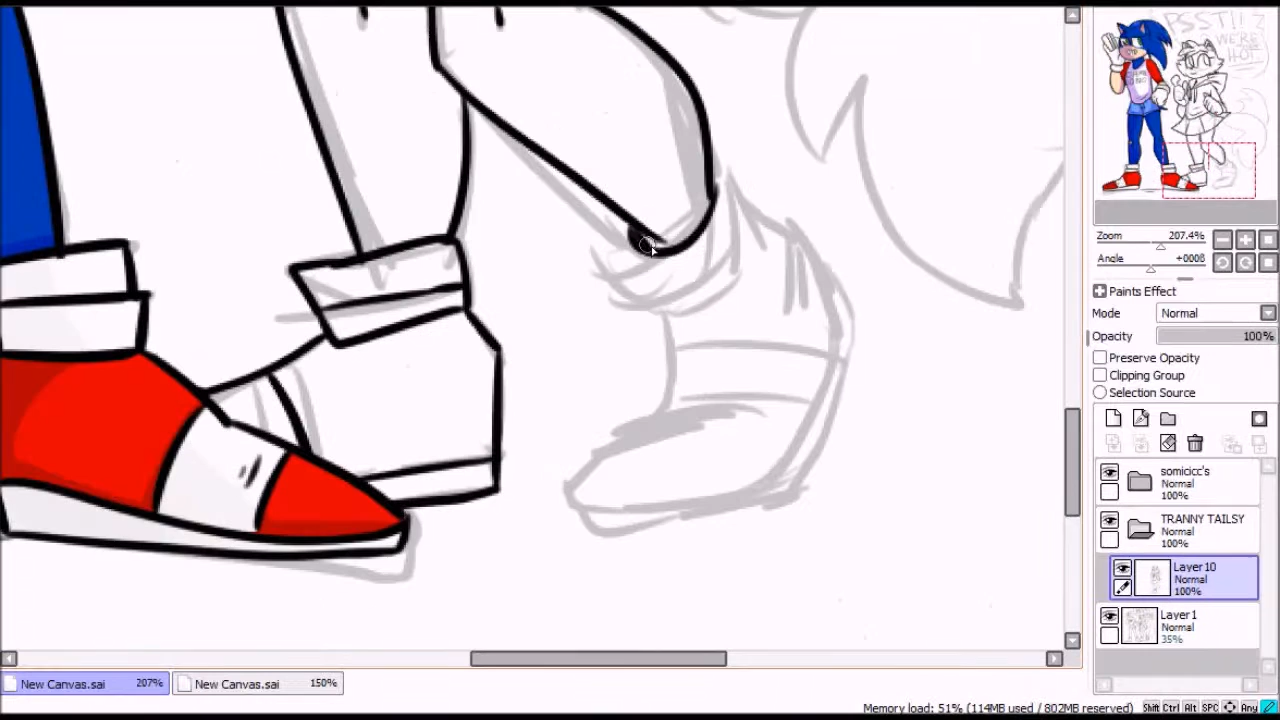 PSST!!
WE'RE
HOT
Zoom 207.4%
Angle +0008
Paints Effect
Mode Normal
Opacity 100%
Preserve Opacity
Clipping Group
Selection Source
somicicc's
Normal
100%
TRANNY TAILSY
Normal
100%
Layer 10
Normal
100%
Layer 1
Normal
35%
New Canvas.sai 207% New Canvas.sai 150%
Memory load: 51% (114MB used / 802MB reserved) Shift Ctrl Alt SPC Any